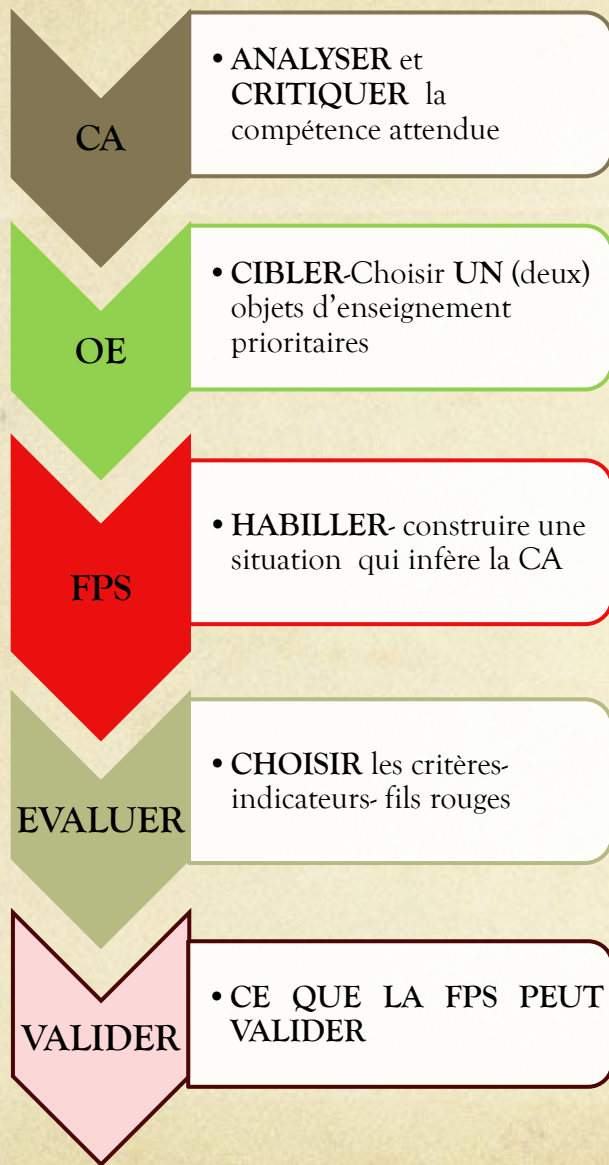 CA
• ANALYSER et
CRITIQUER la
compétence attendue
OE
• CIBLER-Choisir UN (deux)
objets d'enseignement
prioritaires
FPS
• HABILLER- construire une
situation qui infère la CA
EVALUER
• CHOISIR les critères-
indicateurs- fils rouges
VALIDER
• CE QUE LA FPS PEUT
VALIDER